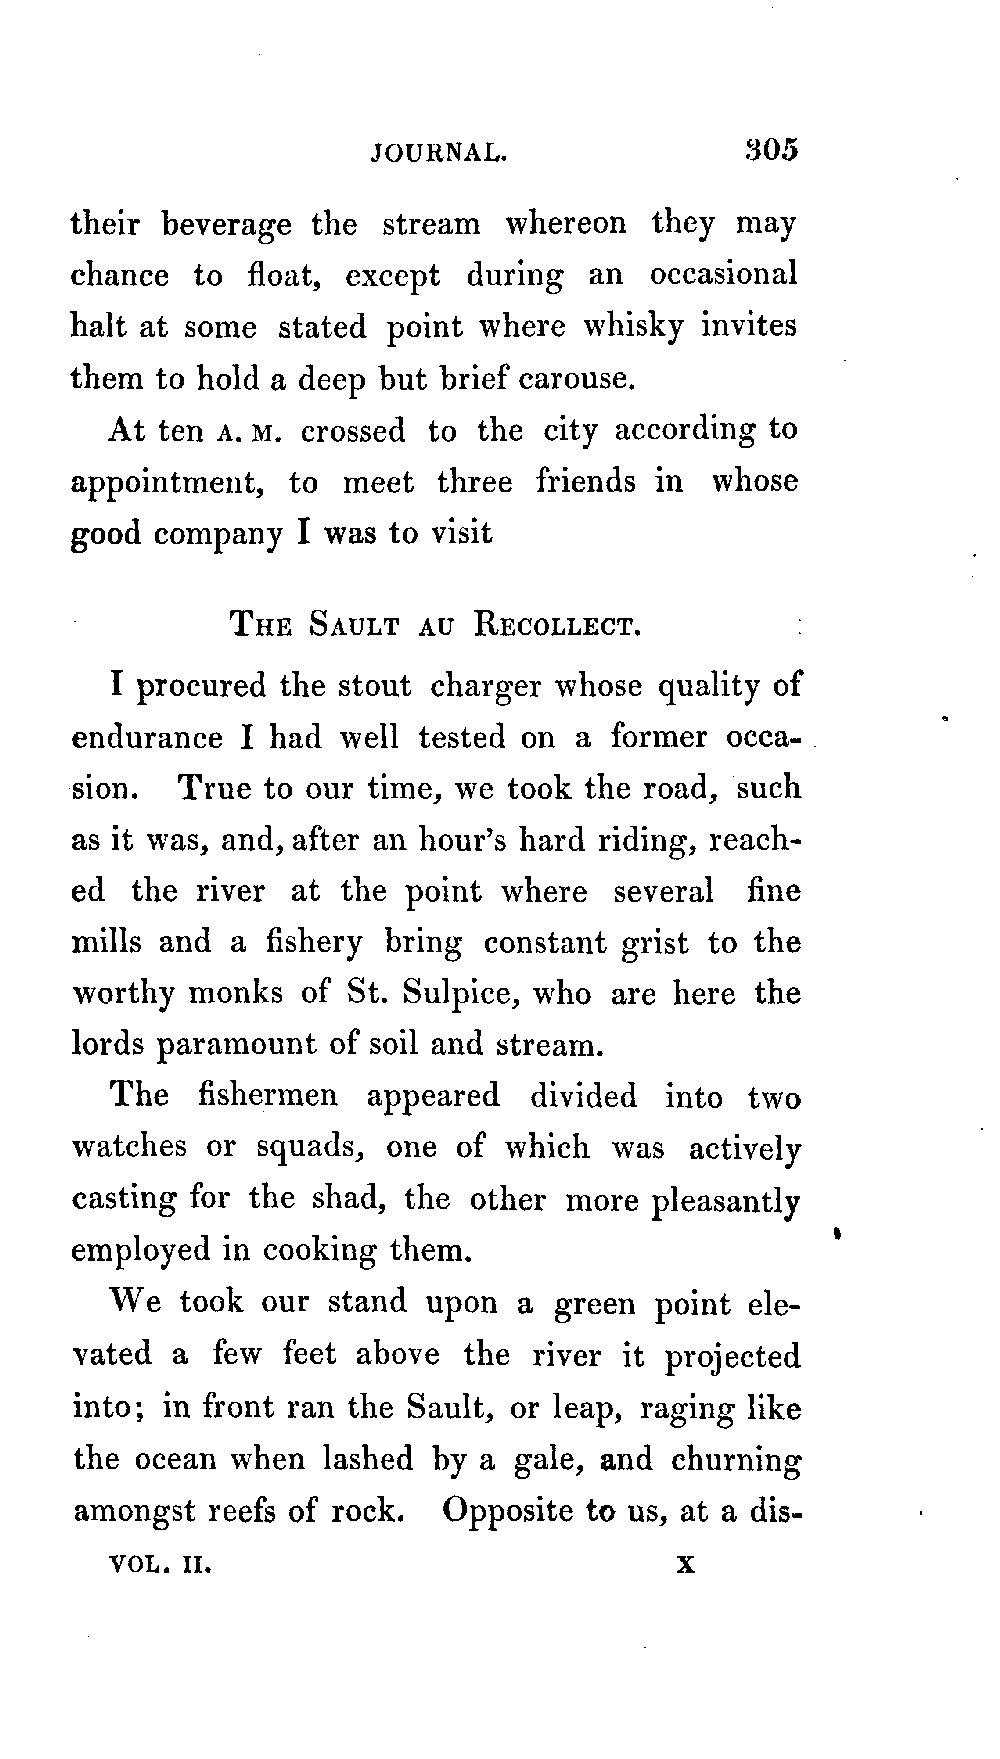 JOURNAL. 305
their beverage the stream whereon they may
chance to float, except during an occasional
halt at some stated point where whisky invites
them to hold a deep but brief carouse.
At ten A. M. crossed to the city according to
appointment, to meet three friends in whose
good company I was to visit
THE SAULT AU RECOLLECT.
I procured the stout charger whose quality of
endurance I had well tested on a former occa-
sion. True to our time, we took the road, such
as it was, and, after an hour's hard riding, reach-
ed the river at the point where several fine
mills and a fishery bring constant grist to the
worthy monks of St. Sulpice, who are here the
lords paramount of soil and stream.
The fishermen appeared divided into two
watches or squads, one of which was actively
casting for the shad, the other more pleasantly
employed in cooking them.
We took our stand upon a green point ele-
vated a few feet above the river it projected
into; in front ran the Sault, or leap, raging like
the ocean when lashed by a gale, and churning
amongst reefs of rock. Opposite to us, at a dis-
VOL. II. X